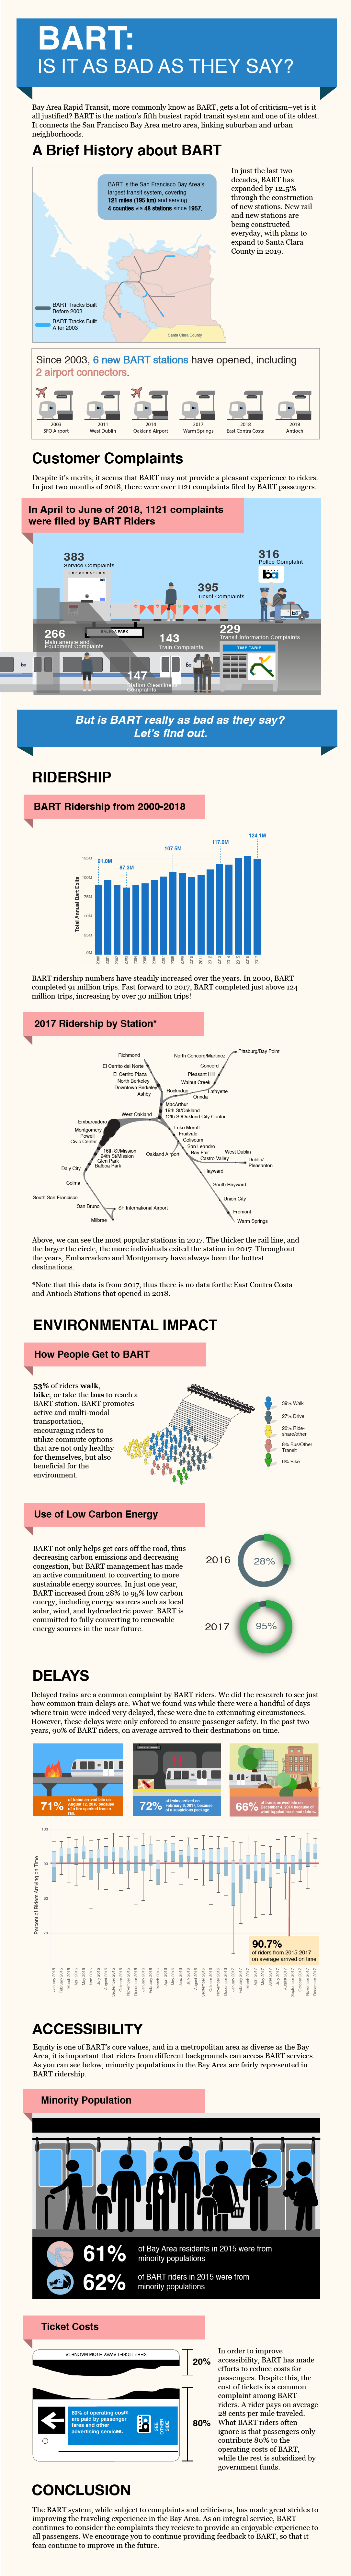 BART:
IS IT AS BAD AS THEY SAY?
Bay Area Rapid Transit, more commonly know as BART, gets a lot of criticism–yet is it
all justified? BART is the nation's fifth busiest rapid transit system and one of its oldest.
It connects the San Francisco Bay Area metro area, linking suburban and urban
neighborhoods.
A Brief History about BART
BART is the San Francisco Bay Area's
largest transit system, covering
121 miles (195 km) and serving
4 counties via 48 stations since 1957.
BART Tracks Built
Before 2003
BART Tracks Built
After 2003
Santa Clara County
In just the last two
decades, BART has
expanded by 12.5%
through the construction
of new stations. New rail
and new stations are
being constructed
everyday, with plans to
expand to Santa Clara
County in 2019.
Since 2003, 6 new BART stations have opened, including
2 airport connectors.
2003
SFO Airport
2011
West Dublin
2014
Oakland Airport
2017
Warm Springs
2018
East Contra Costa
2018
Antioch
Customer Complaints
Despite it's merits, it seems that BART may not provide a pleasant experience to riders.
In just two months of 2018, there were over 1121 complaints filed by BART passengers.
In April to June of 2018, 1121 complaints
were filed by BART Riders
383
Service Complaints
INFORMATION
395
Ticket Complaints
316
Police Complaint
ba
266
Maintanence and
Equipment Complaints
BALBOA PARK
143
Train Complaints
229
Transit Information Complaints
TIME TABLE
ba
ba
147
Station Cleanliness
Complaints
But is BART really as bad as they say?
Let's find out.
RIDERSHIP
BART Ridership from 2000-2018
Total Annual Bart Exits
125M
100M
75M
50M
25M
0M
91.0M
87.3M
107.5M
117.0M
124.1M
2000
2001
2002
2003
2004
2005
2006
2007
2008
2009
2010
2011
2012
2013
2014
2015
2016
2017
BART ridership numbers have steadily increased over the years. In 2000, BART
completed 91 million trips. Fast forward to 2017, BART completed just above 124
million trips, increasing by over 30 million trips!
2017 Ridership by Station*
Richmond
El Cerrito del Norte
El Cerrito Plaza
North Berkeley
Downtown Berkeley
Ashby
North Concord/Martinez
Pittsburg/Bay Point
Concord
Pleasant Hill
Walnut Creek
Lafayette
Orinda
Rockridge
MacArthur
19th St/Oakland
12th St/Oakland City Center
West Oakland
Embarcadero
Montgomery
Powell
Civic Center
16th St/Mission
24th St/Mission
Glen Park
Balboa Park
Daly City
Colma
South San Francisco
San Bruno
SF International Airport
Millbrae
Lake Merritt
Fruitvale
Coliseum
San Leandro
Oakland Airport
Bay Fair
Castro Valley
West Dublin
Dublin/
Pleasanton
Hayward
South Hayward
Union City
Fremont
Warm Springs
Above, we can see the most popular stations in 2017. The thicker the rail line, and
the larger the circle, the more individuals exited the station in 2017. Throughout
the years, Embarcadero and Montgomery have always been the hottest
destinations.
*Note that this data is from 2017, thus there is no data forthe East Contra Costa
and Antioch Stations that opened in 2018.
ENVIRONMENTAL IMPACT
How People Get to BART
53% of riders walk,
bike, or take the bus to reach a
BART station. BART promotes
active and multi-modal
transportation,
encouraging riders to
utilize commute options
that are not only healthy
for themselves, but also
beneficial for the
environment.
39% Walk
27% Drive
20% Ride-
share/other
8% Bus/Other
Transit
6% Bike
Use of Low Carbon Energy
BART not only helps get cars off the road, thus
decreasing carbon emissions and decreasing
congestion, but BART management has made
an active commitment to converting to more
sustainable energy sources. In just one year,
BART increased from 28% to 95% low carbon
energy, including energy sources such as local
solar, wind, and hydroelectric power. BART is
committed to fully converting to renewable
energy sources in the near future.
2016
28%
2017
95%
DELAYS
Delayed trains are a common complaint by BART riders. We did the research to see just
how common train delays are. What we found was while there were a handful of days
where train were indeed very delayed, these were due to extenuating circumstances.
However, these delays were only enforced to ensure passenger safety. In the past two
years, 90% of BART riders, on average arrived to their destinations on time.
71%
72%
of trains arrived late on
February 6, 2017, because
of a suspicious package.
66%
Percent of Riders Arriving on Time
100
90
80
70
90.7%
of riders from 2015-2017
on average arrived on time
ACCESSIBILITY
Equity is one of BART's core values, and in a metropolitan area as diverse as the Bay
Area, it is important that riders from different backgrounds can access BART services.
As you can see below, minority populations in the Bay Area are fairly represented in
BART ridership.
Minority Population
61%
of Bay Area residents in 2015 were from
minority populations
62%
of BART riders in 2015 were from
minority populations
Ticket Costs
KEEP TICKET AWAY FROM MAGNETS
80% of operating costs
are paid by passenger
fares and other
advertising services.
SEE
OTHER
SIDE
20%
80%
In order to improve
accessibility, BART has made
efforts to reduce costs for
passengers. Despite this, the
cost of tickets is a common
complaint among BART
riders. A rider pays on average
28 cents per mile traveled.
What BART riders often
ignore is that passengers only
contribute 80% to the
operating costs of BART,
while the rest is subsidized by
government funds.
CONCLUSION
The BART system, while subject to complaints and criticisms, has made great strides to
improving the traveling experience in the Bay Area. As an integral service, BART
continues to consider the complaints they recieve to provide an enjoyable experience to
all passengers. We encourage you to continue providing feedback to BART, so that it
fcan continue to improve in the future.